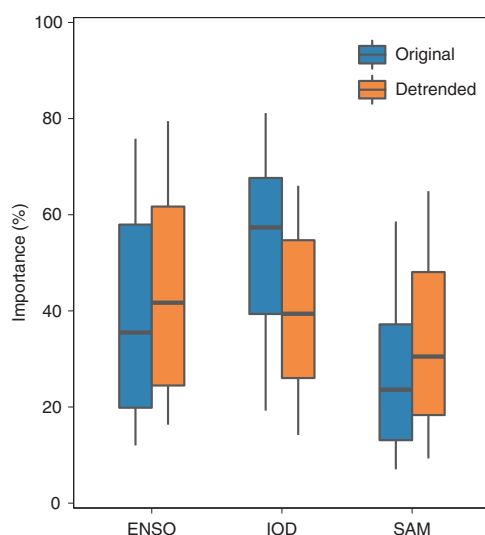 100
80
60
40
20
0
Importance (%)
Original
Detrended
ENSO
IOD
SAM